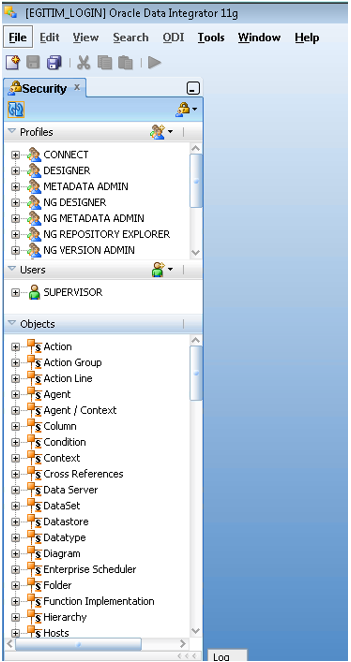 [EGITIM_LOGIN] Oracle Data Integrator 11g
File Edit View Search ODI Tools Window Help
Security
Profiles
CONNECT
DESIGNER
METADATA ADMIN
NG DESIGNER
NG METADATA ADMIN
NG REPOSITORY EXPLORER
NG VERSION ADMIN
Users
SUPERVISOR
Objects
Action
Action Group
Action Line
Agent
Agent / Context
Column
Condition
Context
Cross References
Data Server
DataSet
Datastore
Datatype
Diagram
Enterprise Scheduler
Folder
Function Implementation
Hierarchy
Hosts
Log